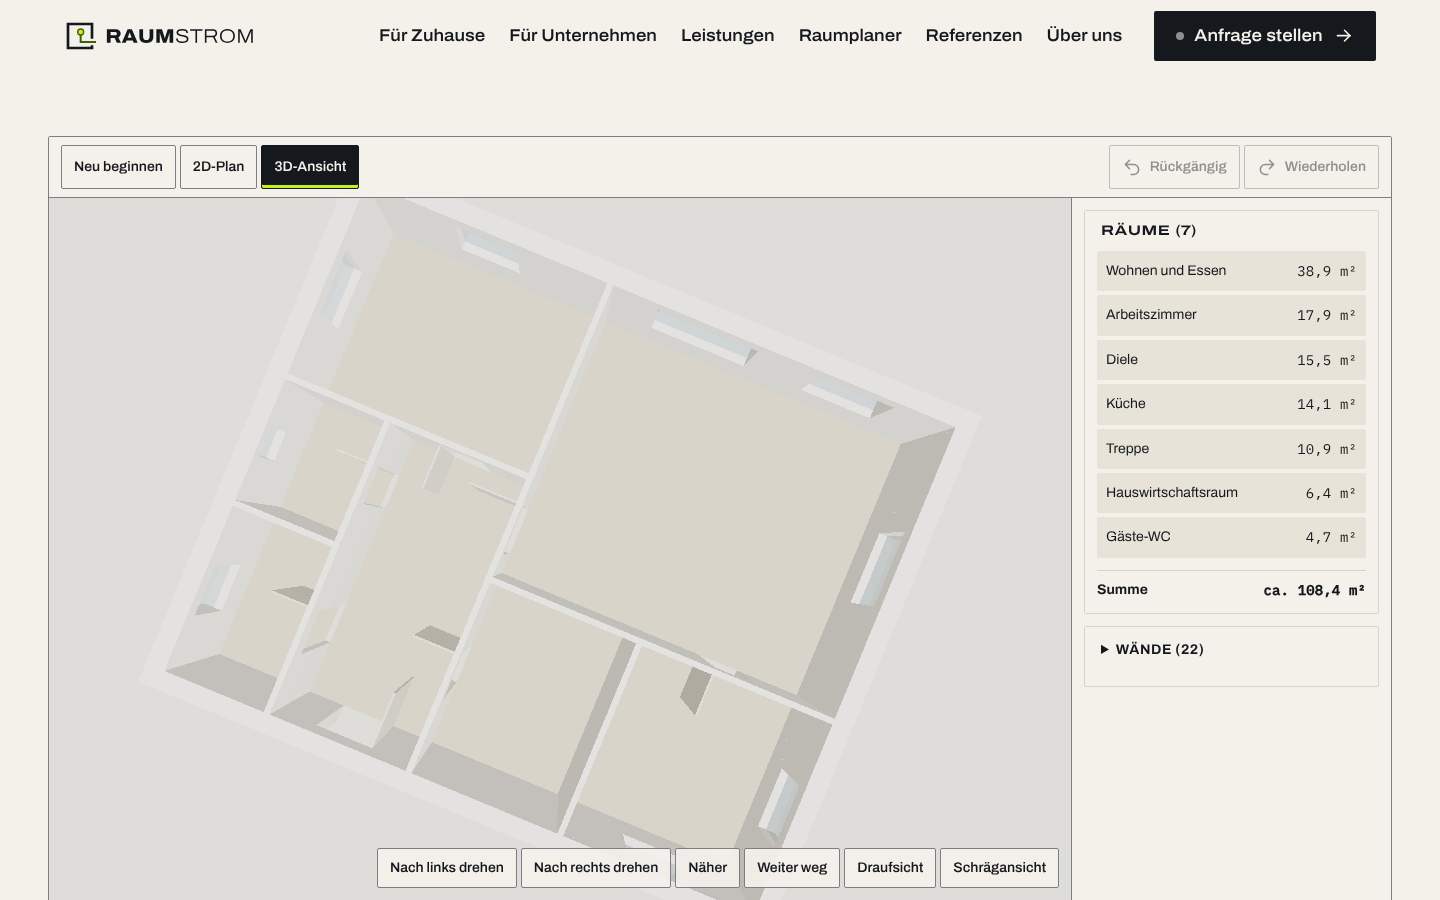 RAUMSTROM
Für Zuhause
Für Unternehmen
Leistungen
Raumplaner
Referenzen
Über uns
Anfrage stellen →
Neu beginnen
2D-Plan
3D-Ansicht
Rückgängig
Wiederholen
RÄUME (7)
Wohnen und Essen 38,9 m²
Arbeitszimmer 17,9 m²
Diele 15,5 m²
Küche 14,1 m²
Treppe 10,9 m²
Hauswirtschaftsraum 6,4 m²
Gäste-WC 4,7 m²
Summe ca. 108,4 m²
WÄNDE (22)
Nach links drehen
Nach rechts drehen
Näher
Weiter weg
Draufsicht
Schrägansicht